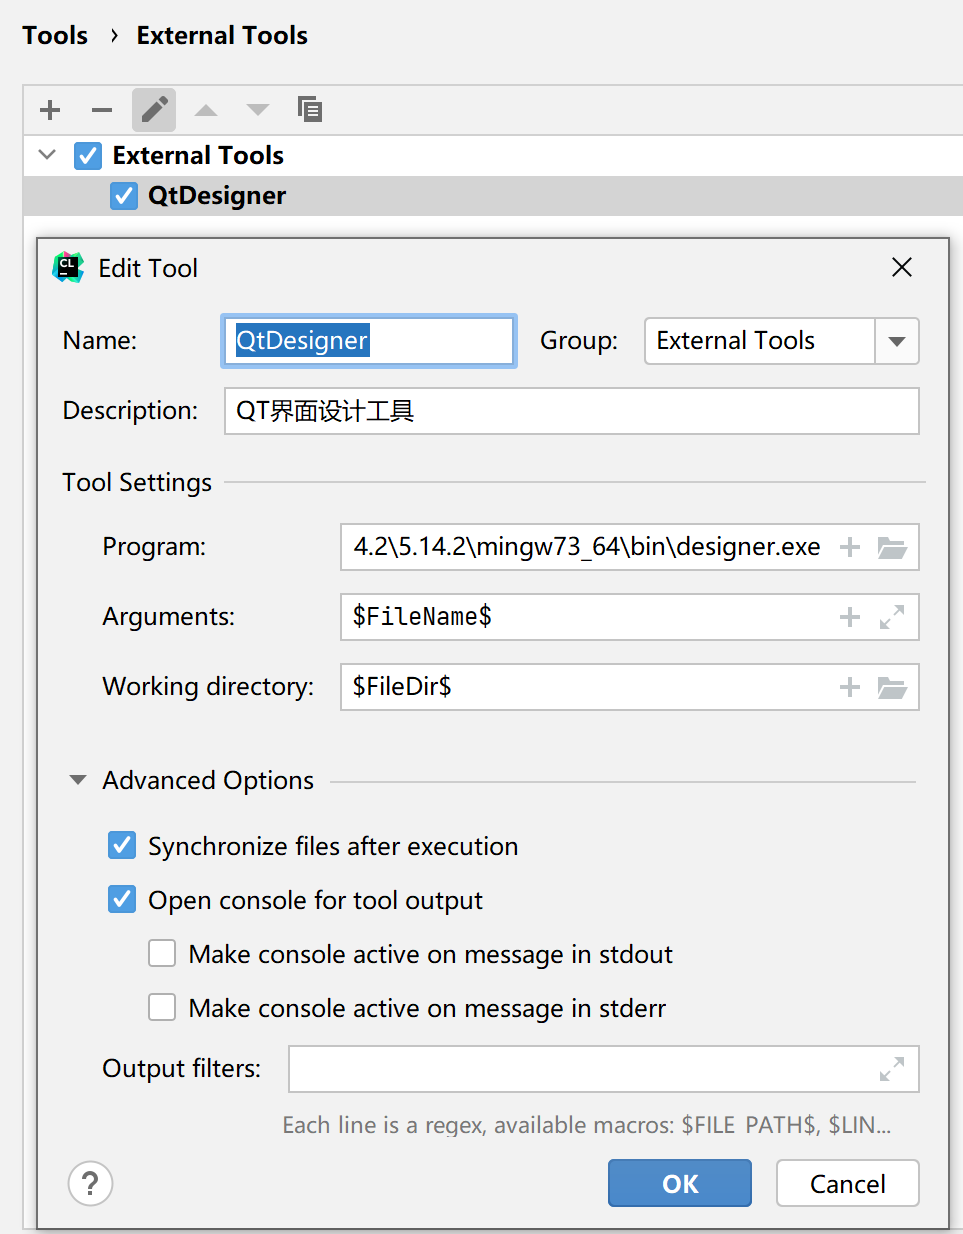 Tools › External Tools
External Tools
QtDesigner
CL
Edit Tool
Name: QtDesigner Group: External Tools
Description: QT界面设计工具
Tool Settings
Program: 4.2\5.14.2\mingw73_64\bin\designer.exe
Arguments: $FileName$
Working directory: $FileDir$
Advanced Options
Synchronize files after execution
Open console for tool output
Make console active on message in stdout
Make console active on message in stderr
Output filters:
Each line is a regex, available macros: $FILE_PATH$, $LIN...
? OK Cancel